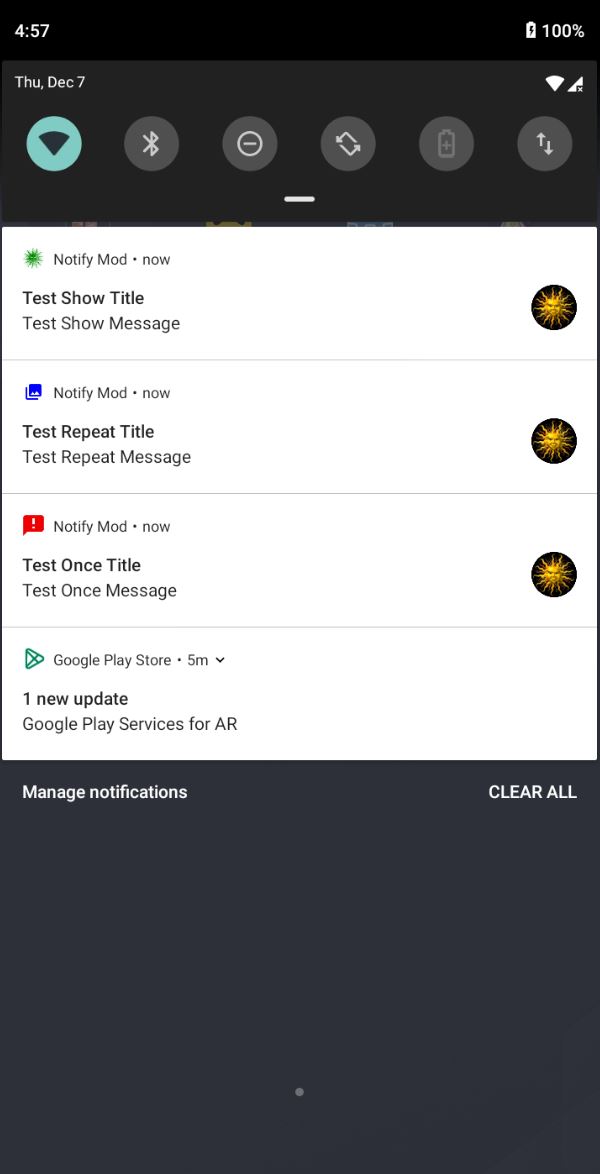 4:57 100%
Thu, Dec 7
Notify Mod • now
Test Show Title
Test Show Message
Notify Mod • now
Test Repeat Title
Test Repeat Message
Notify Mod • now
Test Once Title
Test Once Message
Google Play Store • 5m
1 new update
Google Play Services for AR
Manage notifications CLEAR ALL